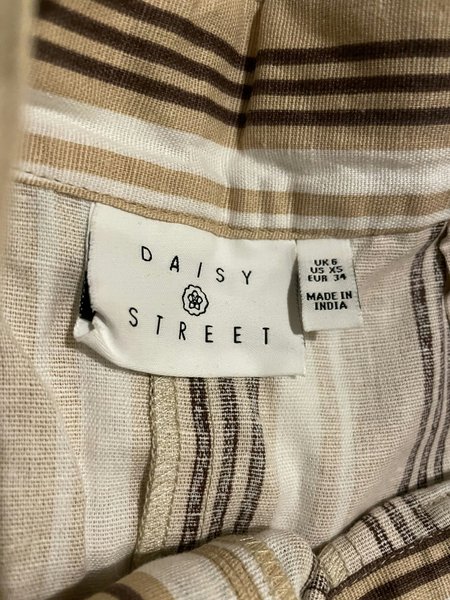 DAISY
STREET
UK 6
US XS
EUR 34
MADE IN
INDIA